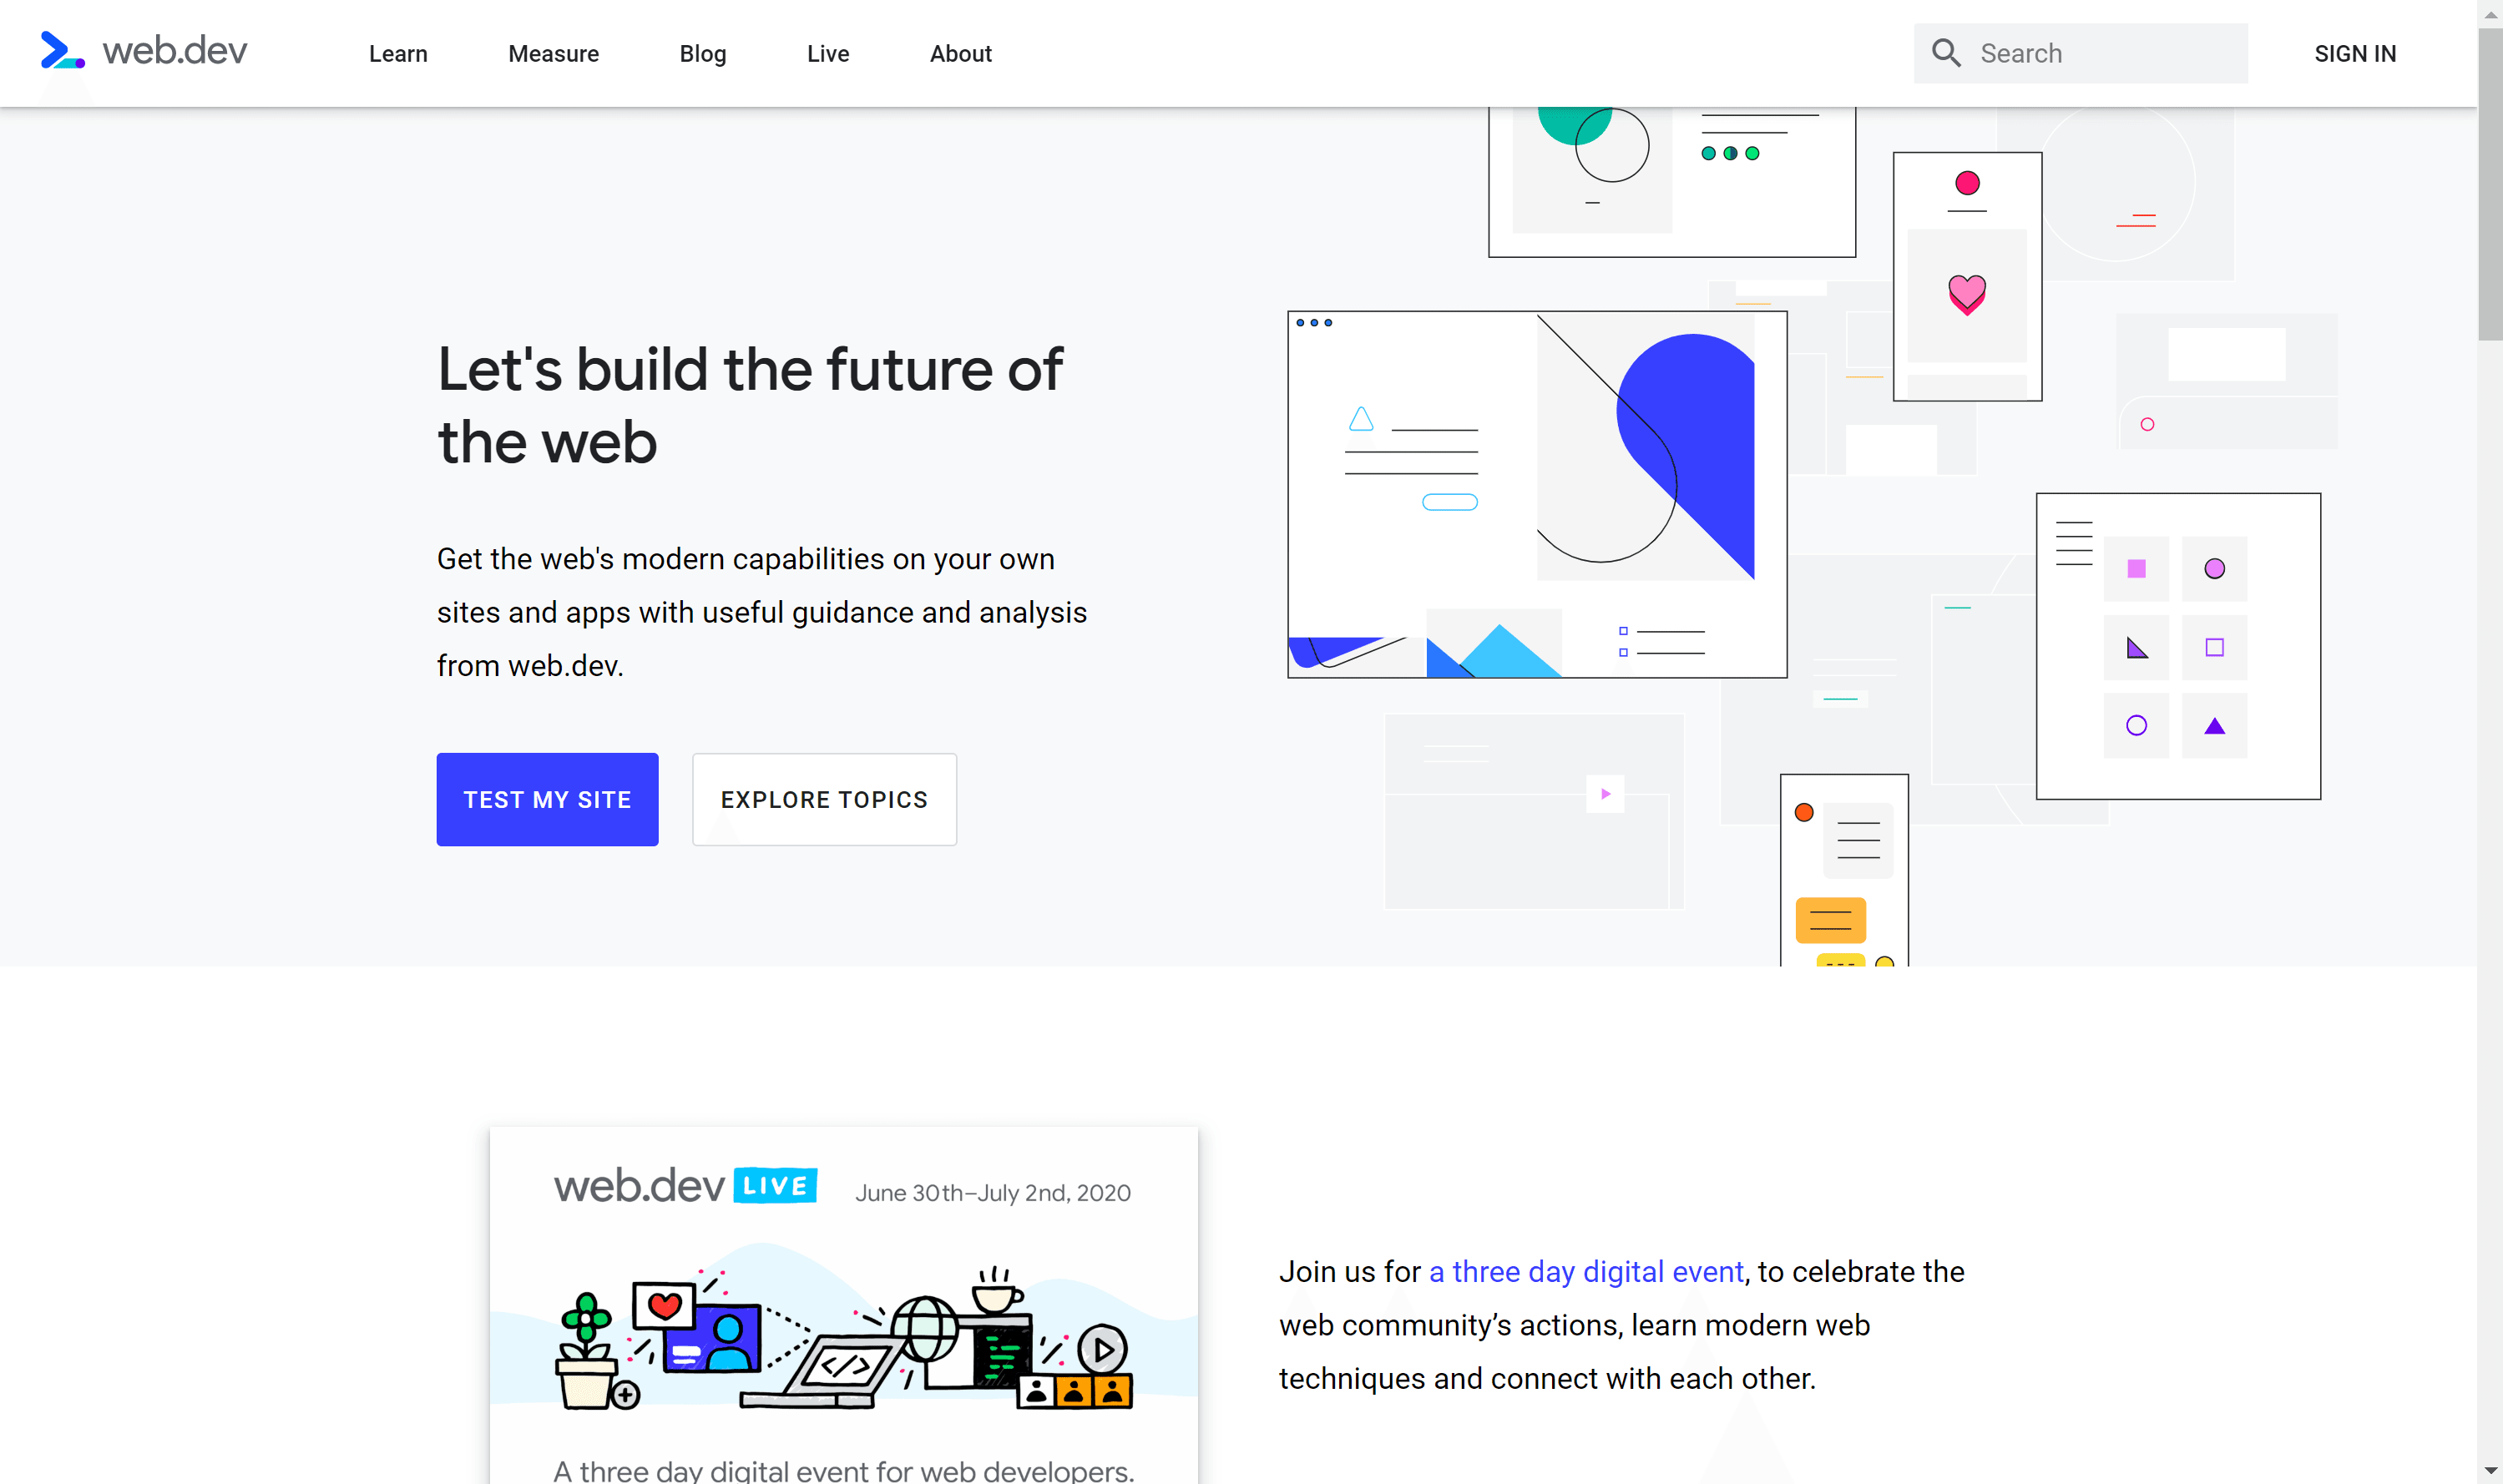 web.dev
Learn
Measure
Blog
Live
About
Search
SIGN IN
Let's build the future of
the web
Get the web's modern capabilities on your own
sites and apps with useful guidance and analysis
from web.dev.
TEST MY SITE
EXPLORE TOPICS
web.dev LIVE
June 30th–July 2nd, 2020
A three day digital event for web developers.
Join us for a three day digital event, to celebrate the
web community’s actions, learn modern web
techniques and connect with each other.